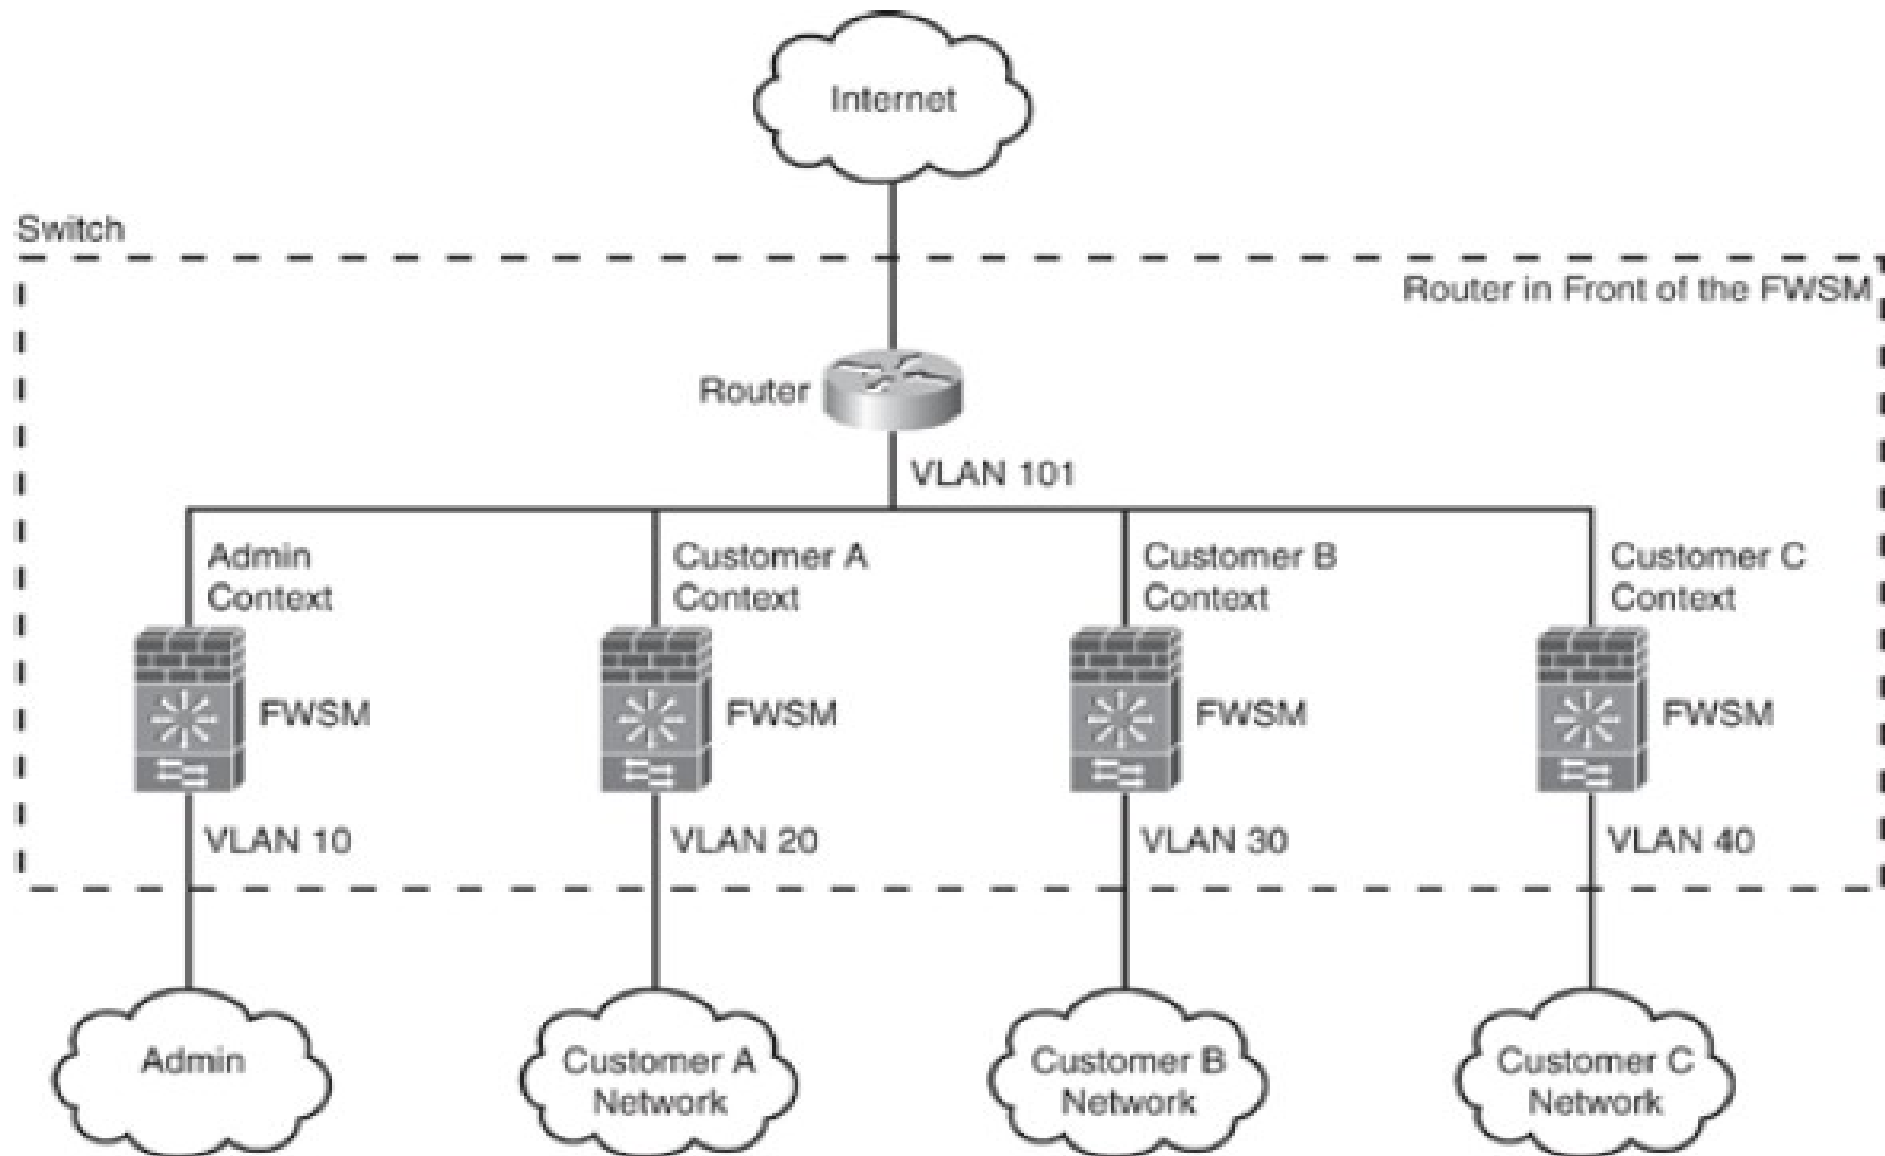 Internet
Switch
Router in Front of the FWSM
Router
VLAN 101
Admin
Context
Customer A
Context
Customer B
Context
Customer C
Context
FWSM
FWSM
FWSM
FWSM
VLAN 10
VLAN 20
VLAN 30
VLAN 40
Admin
Customer A
Network
Customer B
Network
Customer C
Network